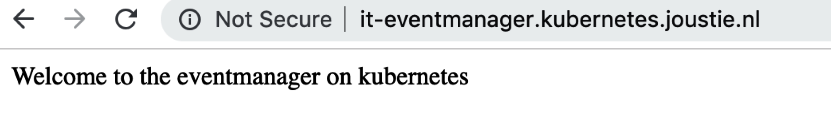 Not Secure | it-eventmanager.kubernetes.joustie.nl
Welcome to the eventmanager on kubernetes